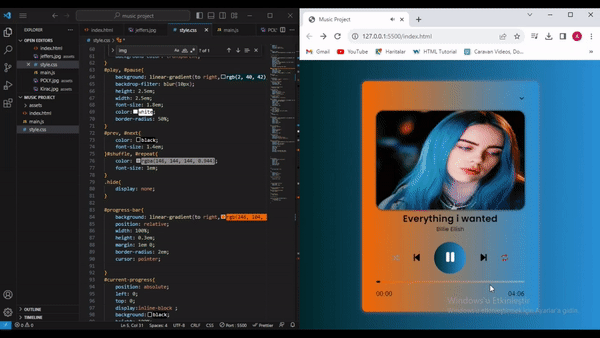 music project
EXPLORER
index.html
jeffers.jpg
style.css
main.js
# style.css
OPEN EDITORS
index.html
jeffers.jpg assets
style.css
main.js
POLY.jpg assets
Kirac.jpg assets
MUSIC PROJECT
assets
index.html
main.js
style.css
OUTLINE
TIMELINE
img
? of 1
#play, #pause{
background: linear-gradient(to right, rgb(2, 40, 42)
backdrop-filter: blur(10px);
height: 2.5em;
width: 2.5em;
font-size: 1.8em;
color: white;
border-radius: 50%;
}
#prev, #next{
color: black;
font-size: 1.4em;
}#shuffle, #repeat{
color: rgba(144, 144, 144, 0.944);
font-size: 1em;
}
.hide{
display: none;
}
#progress-bar{
background: linear-gradient(to right,
position: relative;
width: 100%;
height: 0.3em;
margin: 1em 0;
border-radius: 2em;
cursor: pointer;
}
#current-progress{
position: absolute;
left: 0;
top: 0;
display:inline-block ;
background: black;
Ln 5, Col 31
Spaces: 4
UTF-8
CRLF
CSS
Port : 5500
Prettier
Music Project
127.0.0.1:5500/index.html
Gmail
YouTube
Haritalar
HTML Tutorial
Caravan Videos, Do...
Everything i wanted
Billie Eilish
00:00
04:06
Windows'u Etkinleştir